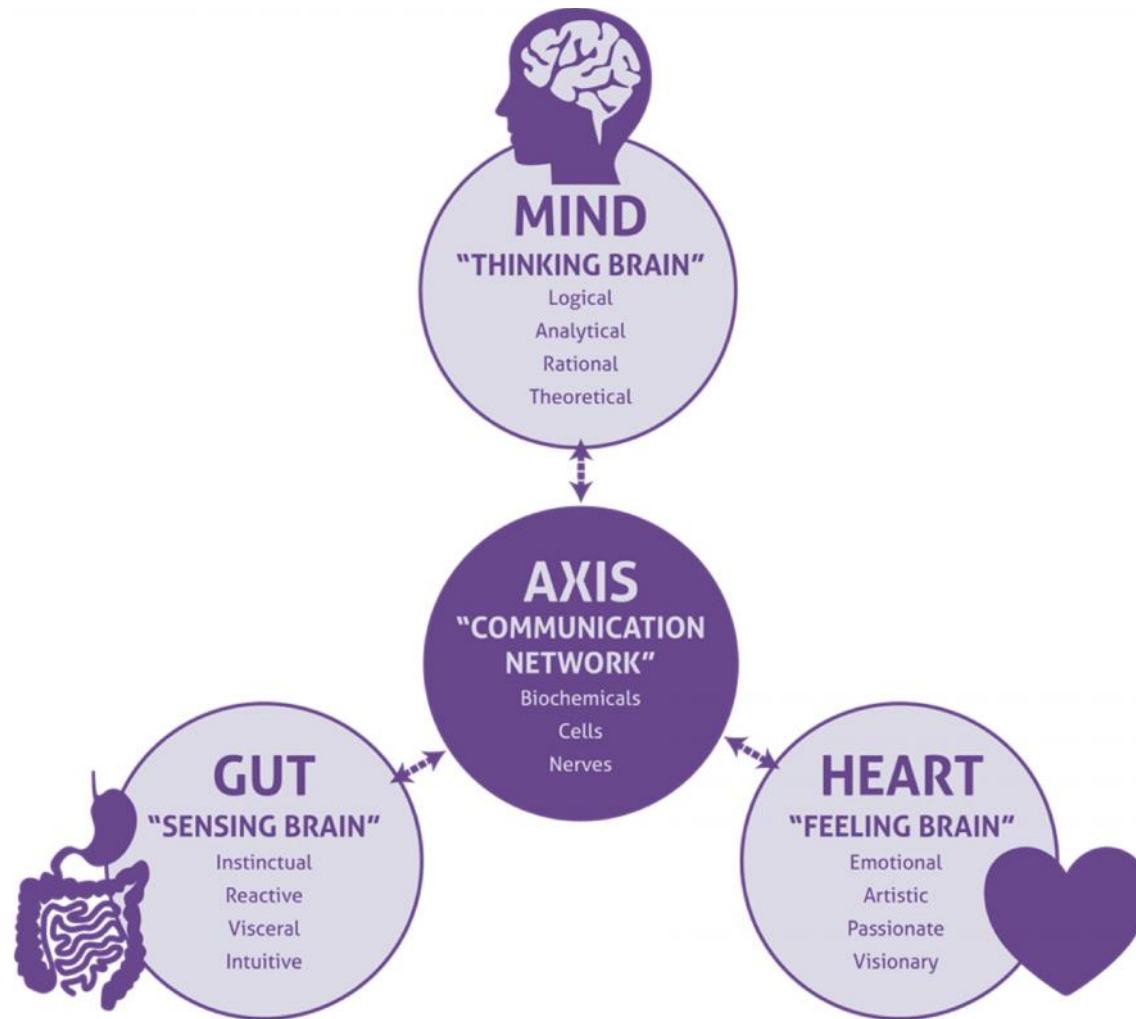 MIND
“THINKING BRAIN”
Logical
Analytical
Rational
Theoretical
AXIS
“COMMUNICATION
NETWORK”
Biochemicals
Cells
Nerves
GUT
“SENSING BRAIN”
Instinctual
Reactive
Visceral
Intuitive
HEART
“FEELING BRAIN”
Emotional
Artistic
Passionate
Visionary